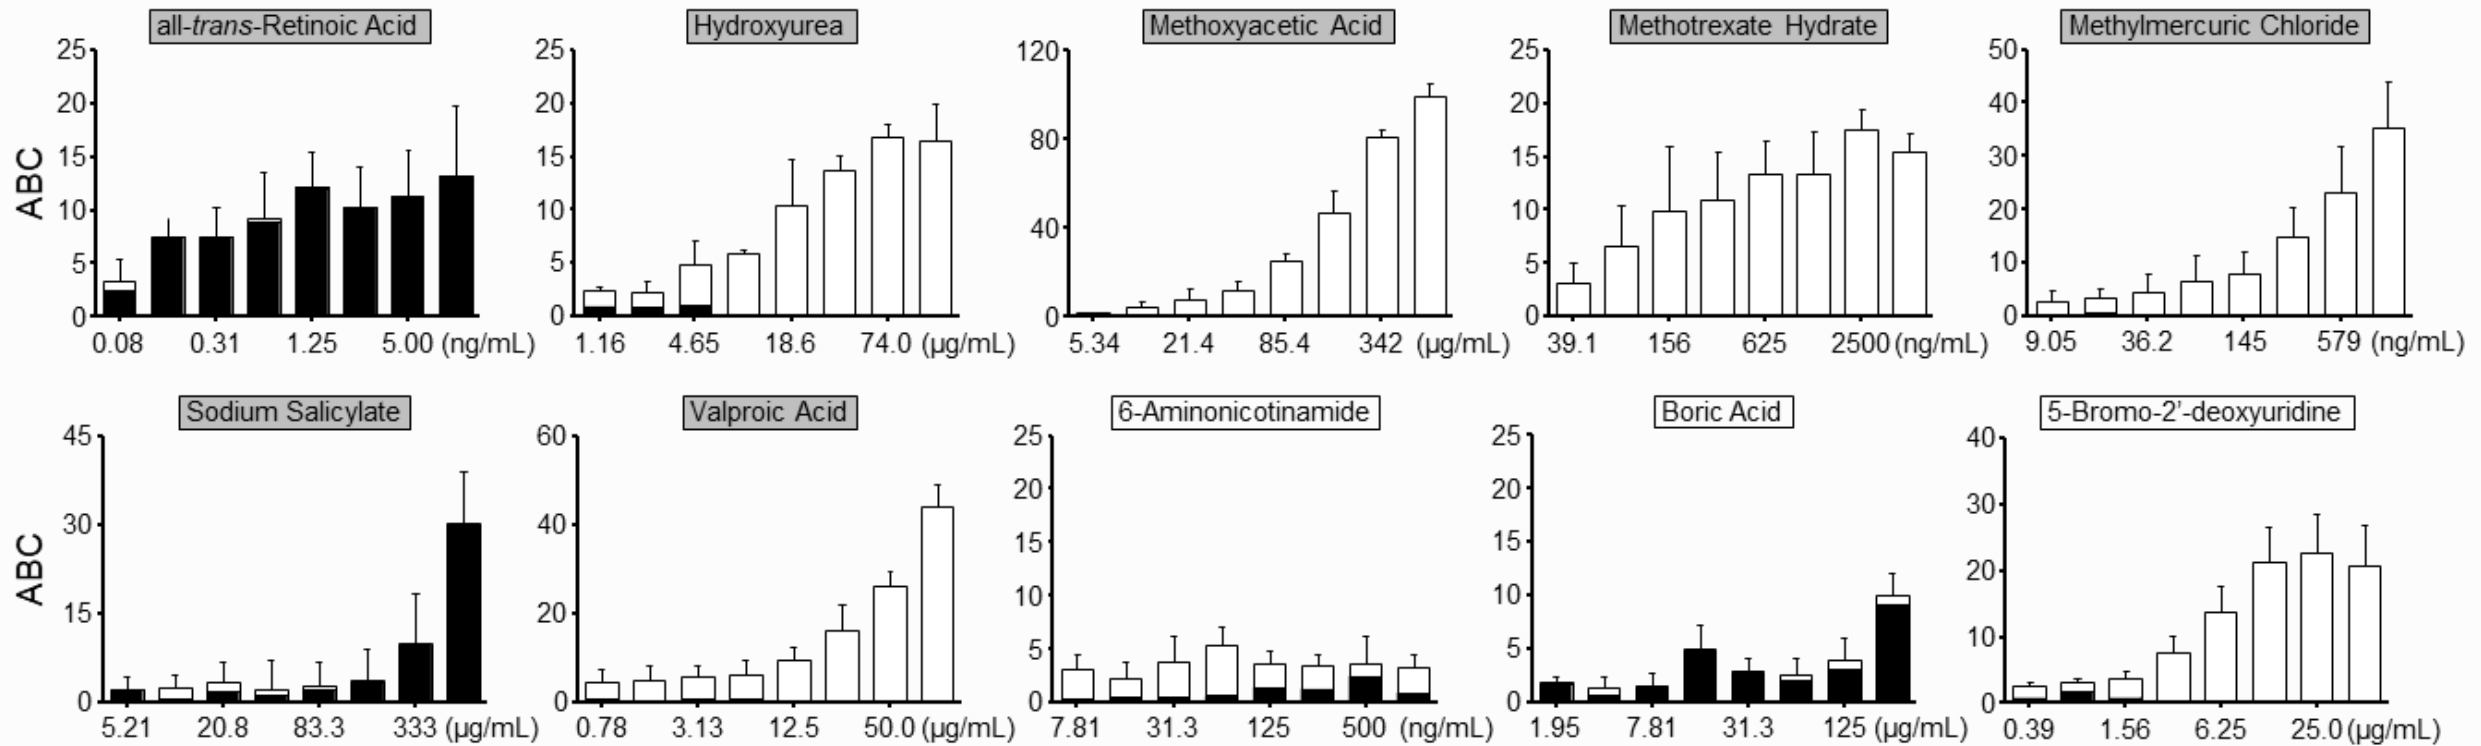 all-trans-Retinoic Acid Hydroxyurea Methoxyacetic Acid Methotrexate Hydrate Methylmercuric Chloride
25 25 120 25 50
20 20 20 40
15 15 80 15 30
ABC
10 10 40 10 20
5 5 5 10
0 0 0 0 0
0.08 0.31 1.25 5.00 (ng/mL) 1.16 4.65 18.6 74.0 (µg/mL) 5.34 21.4 85.4 342 (µg/mL) 39.1 156 625 2500 (ng/mL) 9.05 36.2 145 579 (ng/mL)
Sodium Salicylate Valproic Acid 6-Aminonicotinamide Boric Acid 5-Bromo-2’-deoxyuridine
45 60 25 25 40
30 40 20 20 30
15 15
ABC
15 20 10 10 20
5 5 10
0 0 0 0 0
5.21 20.8 83.3 333 (µg/mL) 0.78 3.13 12.5 50.0 (µg/mL) 7.81 31.3 125 500 (ng/mL) 1.95 7.81 31.3 125 (µg/mL) 0.39 1.56 6.25 25.0 (µg/mL)